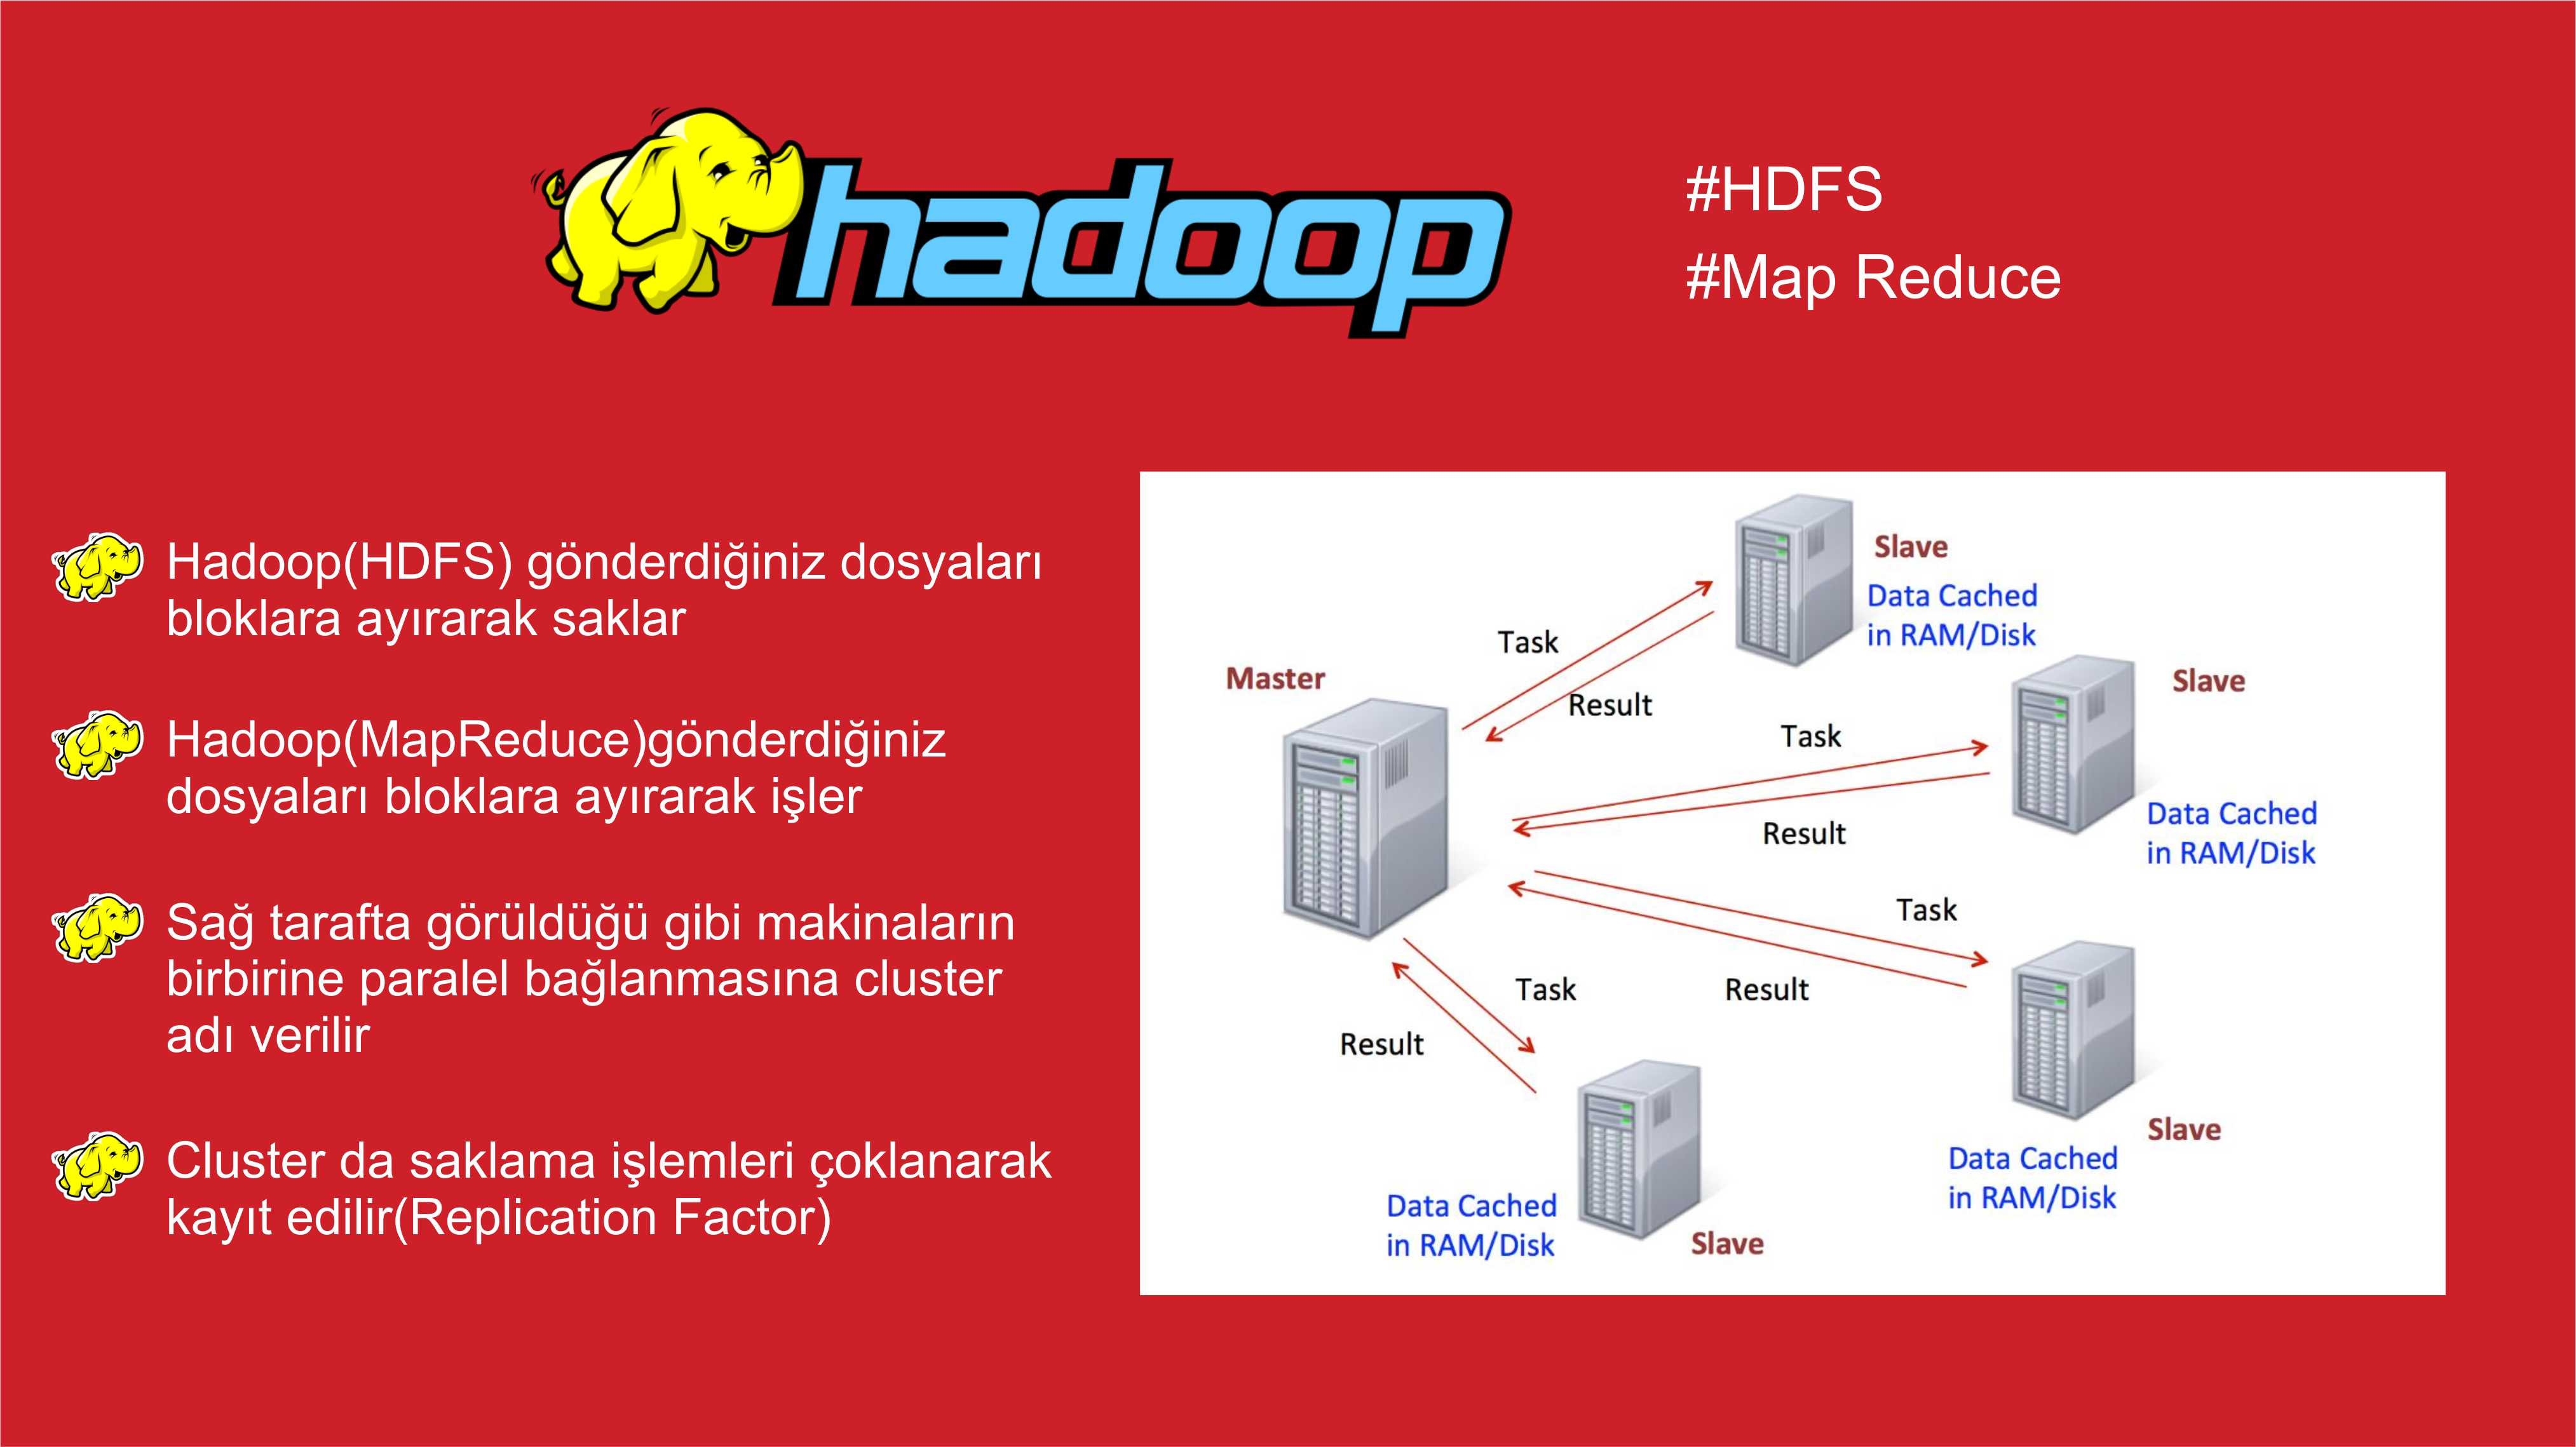 hadoop
#HDFS
#Map Reduce
Hadoop(HDFS) gönderdiğiniz dosyaları
bloklara ayırarak saklar
Hadoop(MapReduce)gönderdiğiniz
dosyaları bloklara ayırarak işler
Sağ tarafta görüldüğü gibi makinaların
birbirine paralel bağlanmasına cluster
adı verilir
Cluster da saklama işlemleri çoklanarak
kayıt edilir(Replication Factor)
Slave
Data Cached
in RAM/Disk
Task
Result
Master
Slave
Task
Data Cached
in RAM/Disk
Result
Task
Result
Slave
Data Cached
in RAM/Disk
Task
Result
Data Cached
in RAM/Disk
Slave